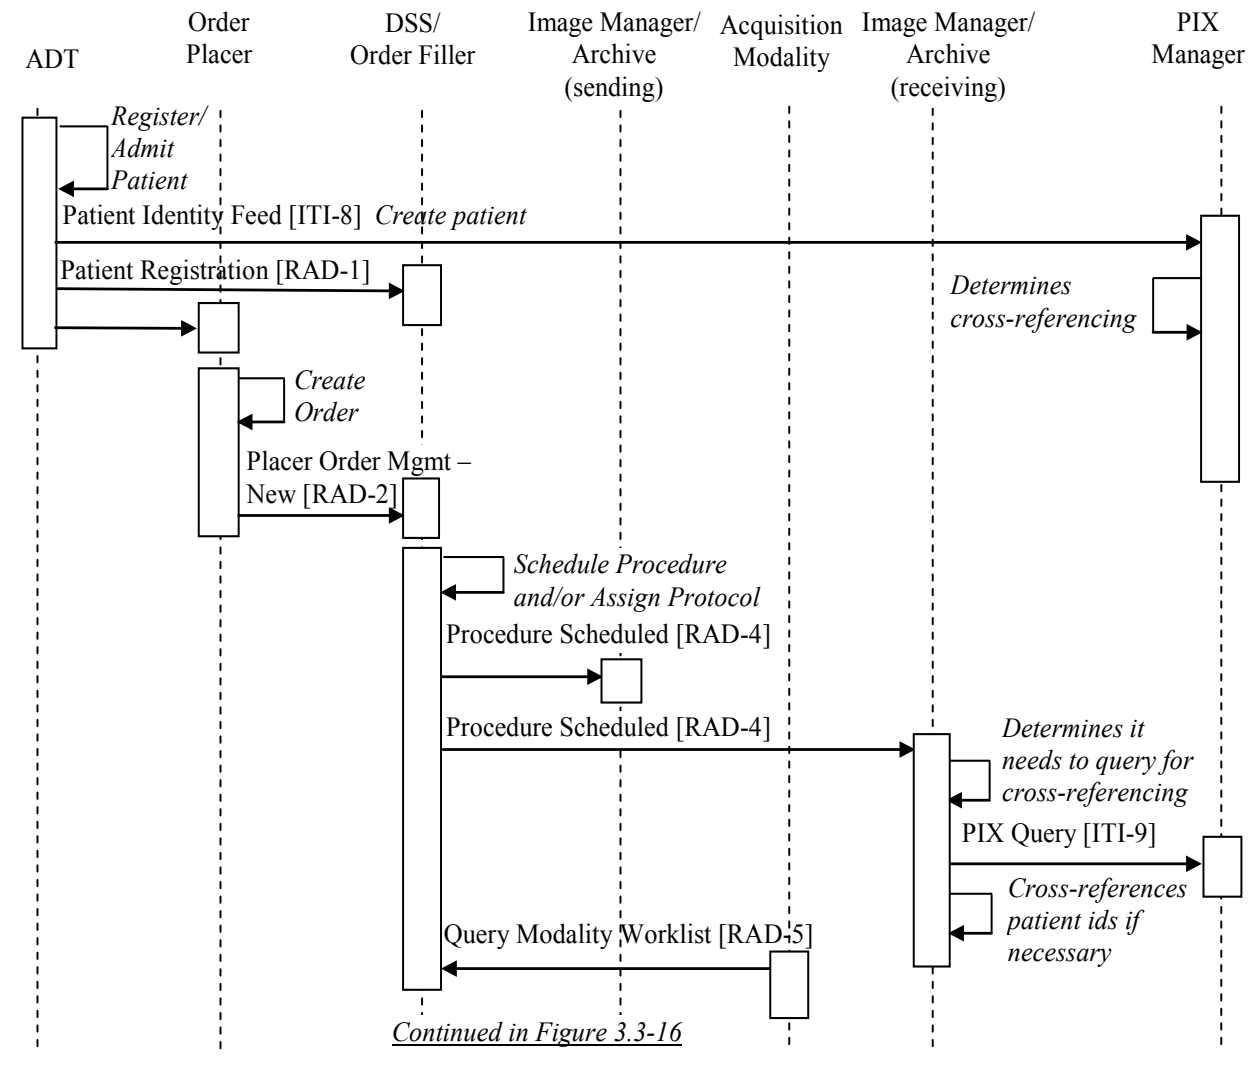 ADT
Order
Placer
DSS/
Order Filler
Image Manager/
Archive
(sending)
Acquisition
Modality
Image Manager/
Archive
(receiving)
PIX
Manager
Register/
Admit
Patient
Patient Identity Feed [ITI-8] Create patient
Patient Registration [RAD-1]
Determines
cross-referencing
Create
Order
Placer Order Mgmt –
New [RAD-2]
Schedule Procedure
and/or Assign Protocol
Procedure Scheduled [RAD-4]
Procedure Scheduled [RAD-4]
Determines it
needs to query for
cross-referencing
PIX Query [ITI-9]
Cross-references
patient ids if
necessary
Query Modality Worklist [RAD-5]
Continued in Figure 3.3-16